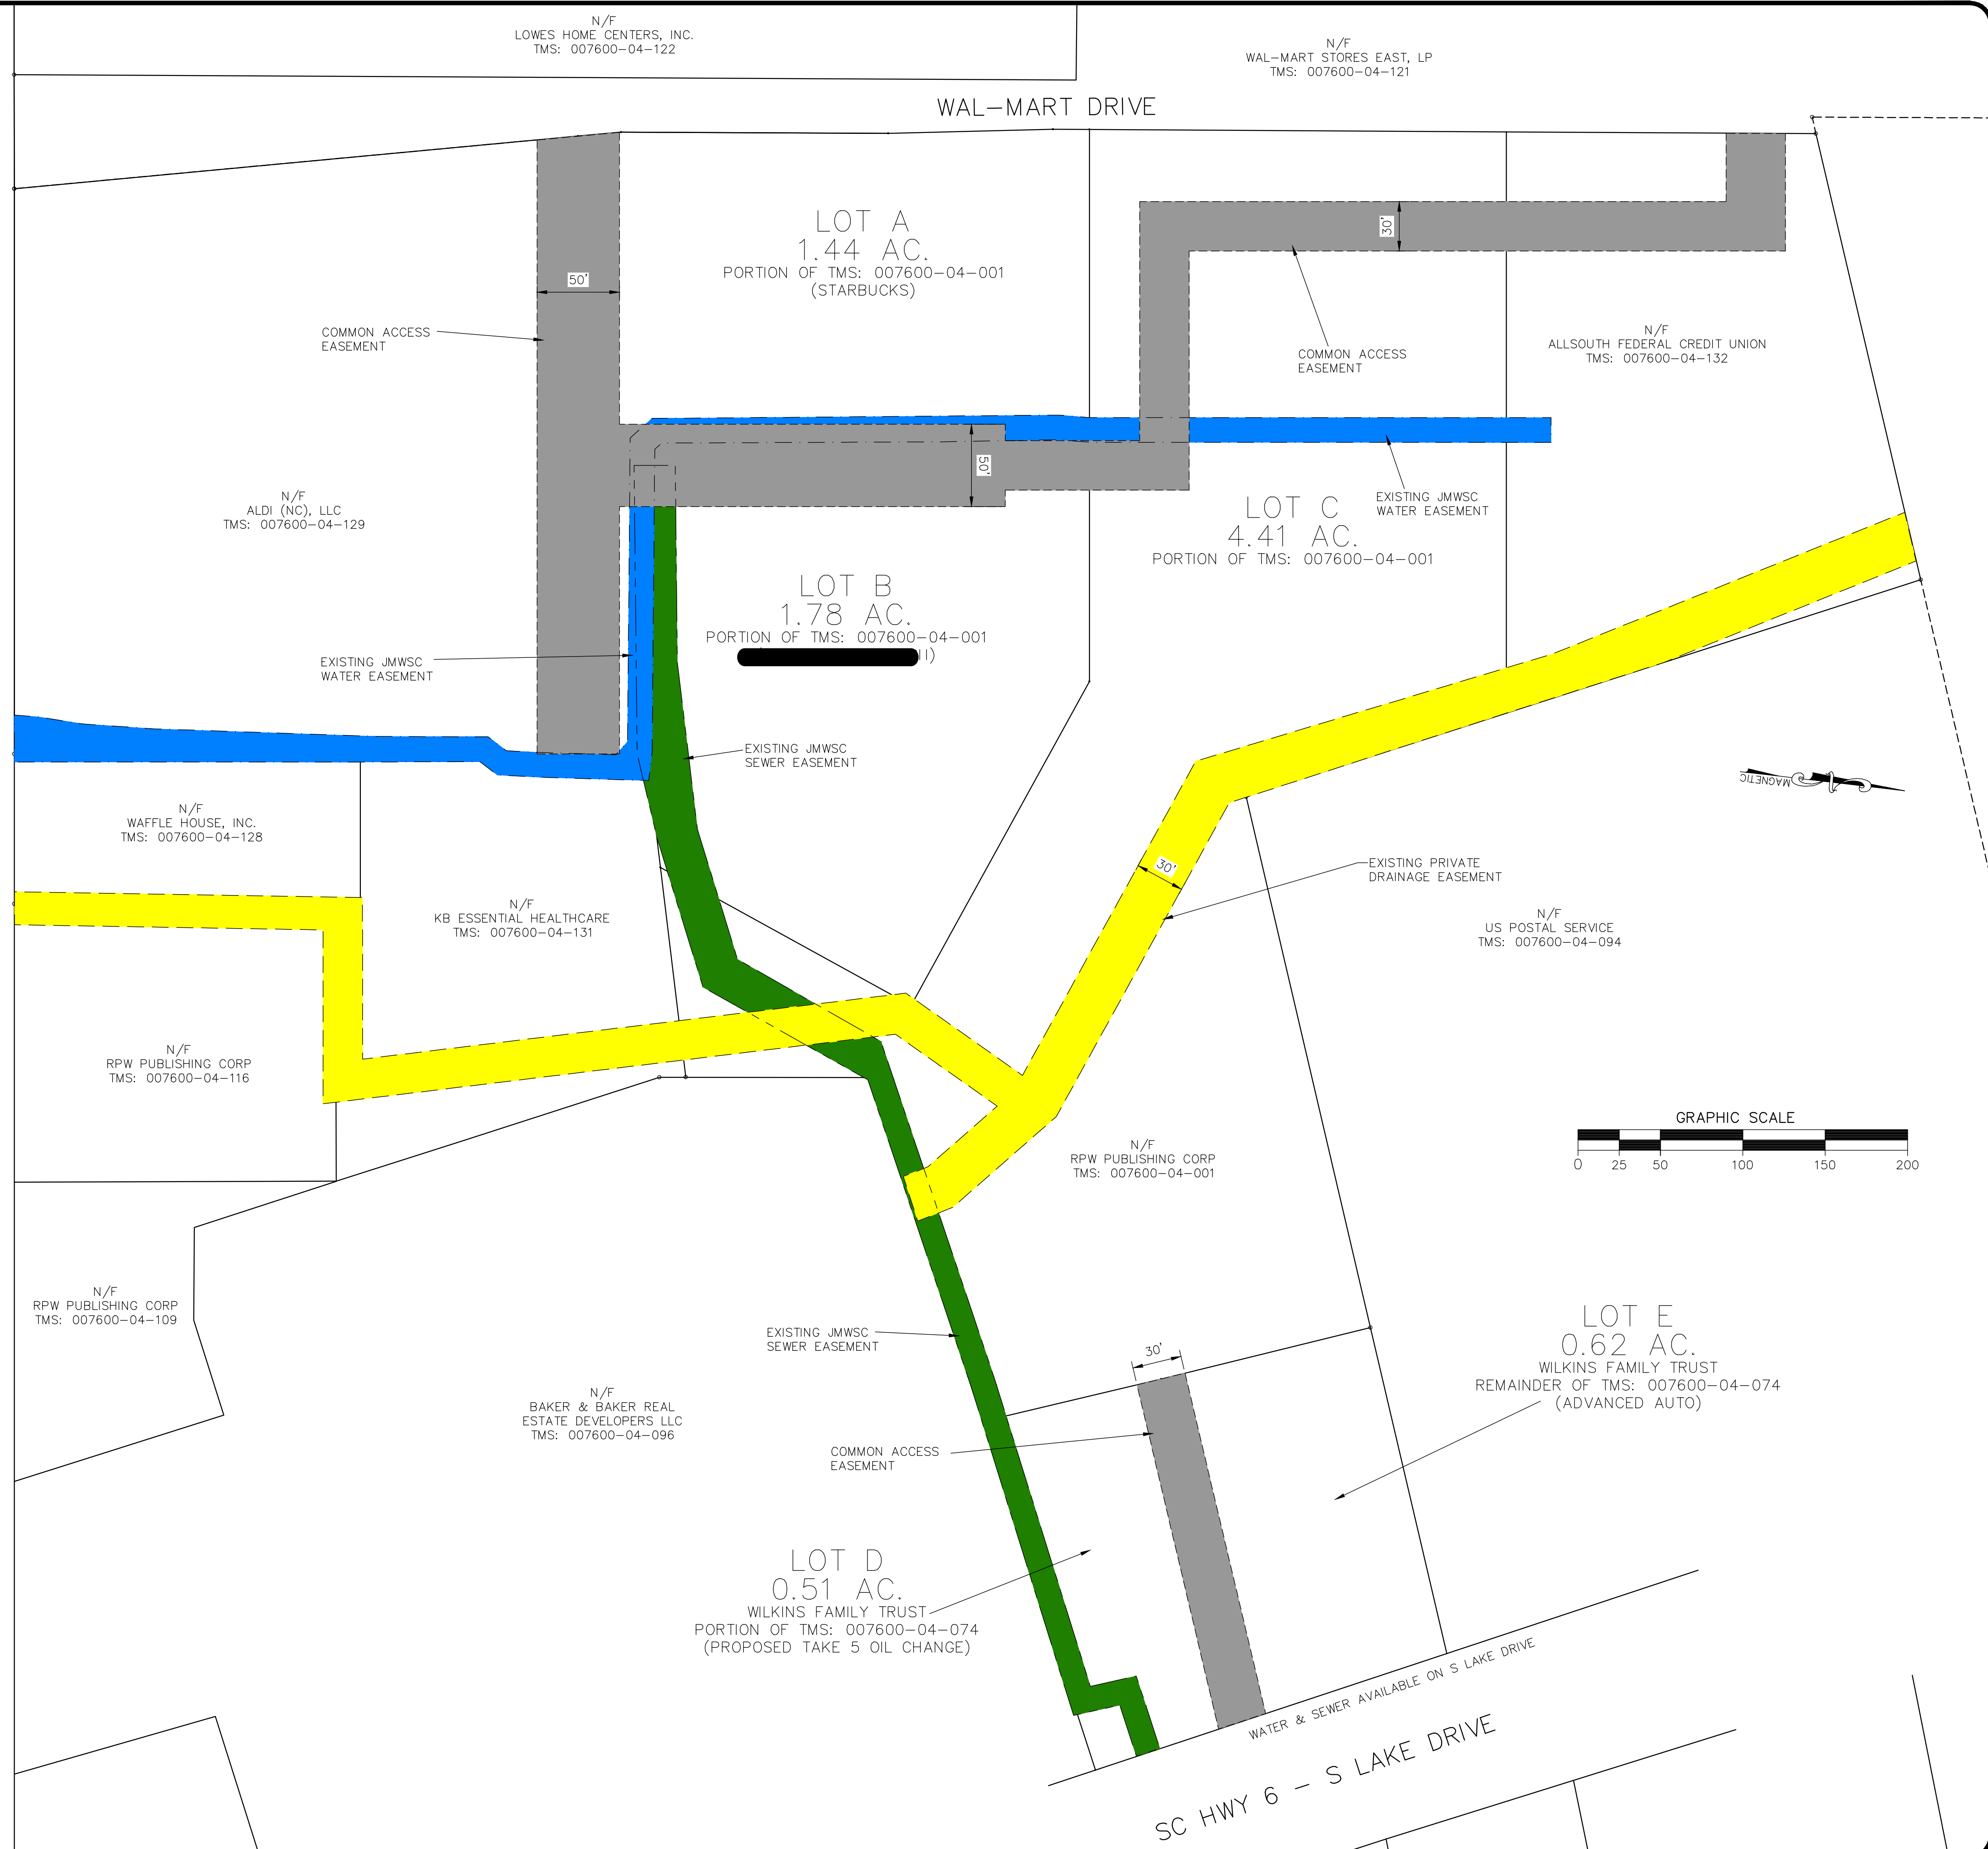 N/F
LOWES HOME CENTERS, INC.
TMS: 007600-04-122
N/F
WAL-MART STORES EAST, LP
TMS: 007600-04-121
WAL-MART DRIVE
LOT A
1.44 AC.
PORTION OF TMS: 007600-04-001
(STARBUCKS)
30'
50'
COMMON ACCESS
EASEMENT
COMMON ACCESS
EASEMENT
N/F
ALLSOUTH FEDERAL CREDIT UNION
TMS: 007600-04-132
50'
N/F
ALDI (NC), LLC
TMS: 007600-04-129
LOT C
4.41 AC.
PORTION OF TMS: 007600-04-001
EXISTING JMWSC
WATER EASEMENT
LOT B
1.78 AC.
PORTION OF TMS: 007600-04-001
EXISTING JMWSC
WATER EASEMENT
EXISTING JMWSC
SEWER EASEMENT
MAGNETIC
N/F
WAFFLE HOUSE, INC.
TMS: 007600-04-128
30'
EXISTING PRIVATE
DRAINAGE EASEMENT
N/F
KB ESSENTIAL HEALTHCARE
TMS: 007600-04-131
N/F
US POSTAL SERVICE
TMS: 007600-04-094
N/F
RPW PUBLISHING CORP
TMS: 007600-04-116
GRAPHIC SCALE
0 25 50 100 150 200
N/F
RPW PUBLISHING CORP
TMS: 007600-04-001
N/F
RPW PUBLISHING CORP
TMS: 007600-04-109
EXISTING JMWSC
SEWER EASEMENT
30'
LOT E
0.62 AC.
WILKINS FAMILY TRUST
REMAINDER OF TMS: 007600-04-074
(ADVANCED AUTO)
N/F
BAKER & BAKER REAL
ESTATE DEVELOPERS LLC
TMS: 007600-04-096
COMMON ACCESS
EASEMENT
LOT D
0.51 AC.
WILKINS FAMILY TRUST
PORTION OF TMS: 007600-04-074
(PROPOSED TAKE 5 OIL CHANGE)
WATER & SEWER AVAILABLE ON S LAKE DRIVE
SC HWY 6 - S LAKE DRIVE